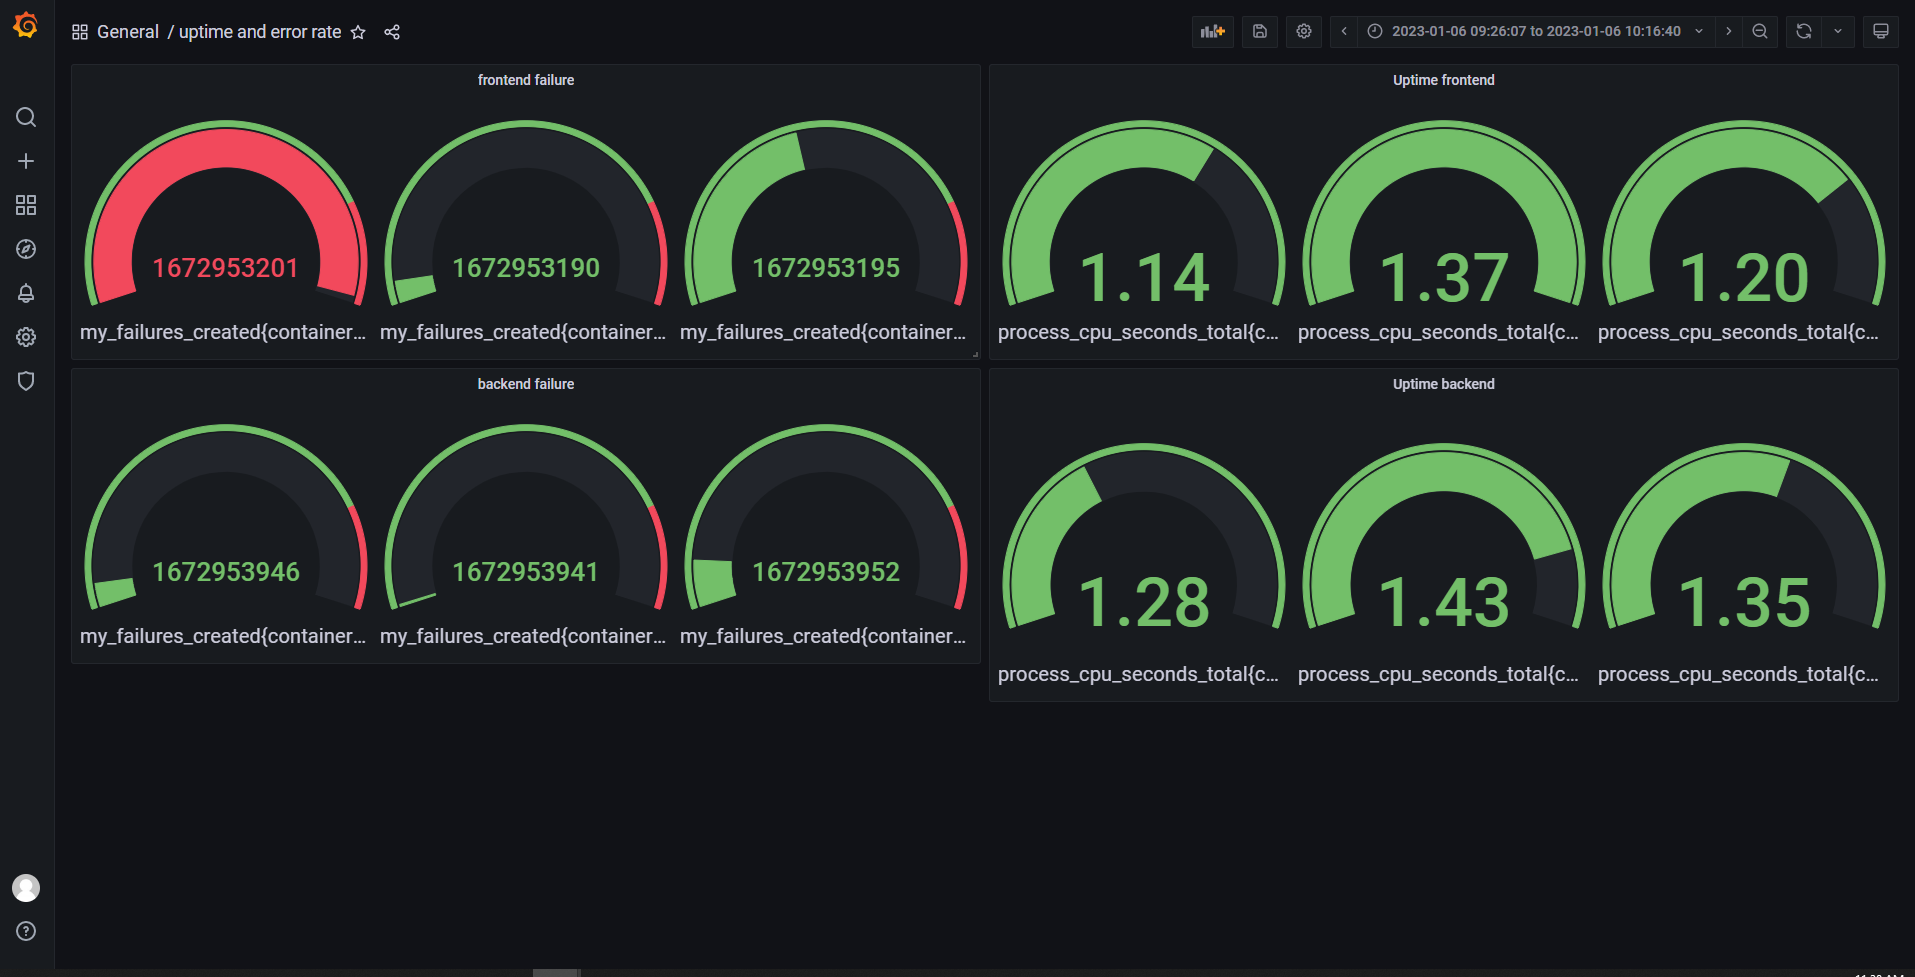 General / uptime and error rate
2023-01-06 09:26:07 to 2023-01-06 10:16:40
frontend failure
1672953201
1672953190
1672953195
my_failures_created{container...
my_failures_created{container...
my_failures_created{container...
Uptime frontend
1.14
1.37
1.20
process_cpu_seconds_total{c...
process_cpu_seconds_total{c...
process_cpu_seconds_total{c...
backend failure
1672953946
1672953941
1672953952
my_failures_created{container...
my_failures_created{container...
my_failures_created{container...
Uptime backend
1.28
1.43
1.35
process_cpu_seconds_total{c...
process_cpu_seconds_total{c...
process_cpu_seconds_total{c...